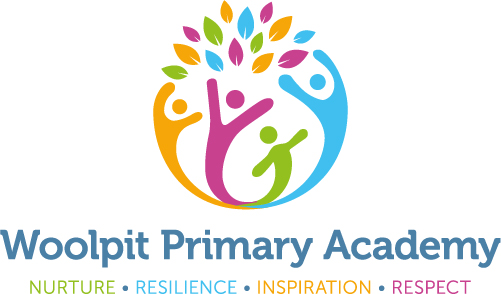 Woolpit Primary Academy
NURTURE • RESILIENCE • INSPIRATION • RESPECT